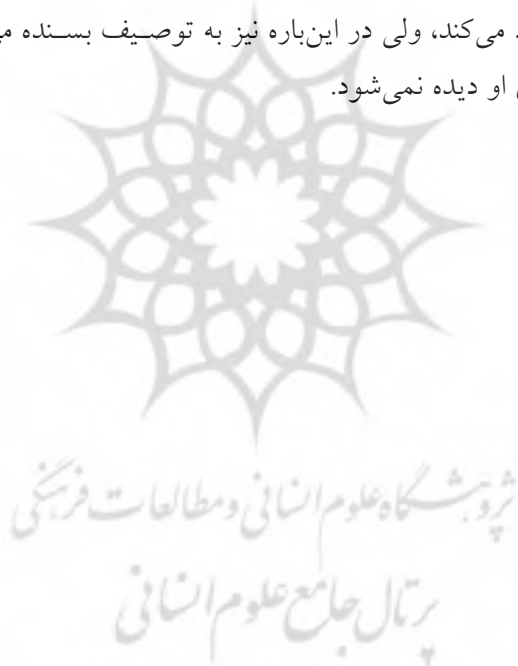 می‌کند، ولی در این‌باره نیز به توصیف بسنده
او دیده نمی‌شود.
پژوهشگاه علوم انسانی و مطالعات فرهنگی
پرتال جامع علوم انسانی